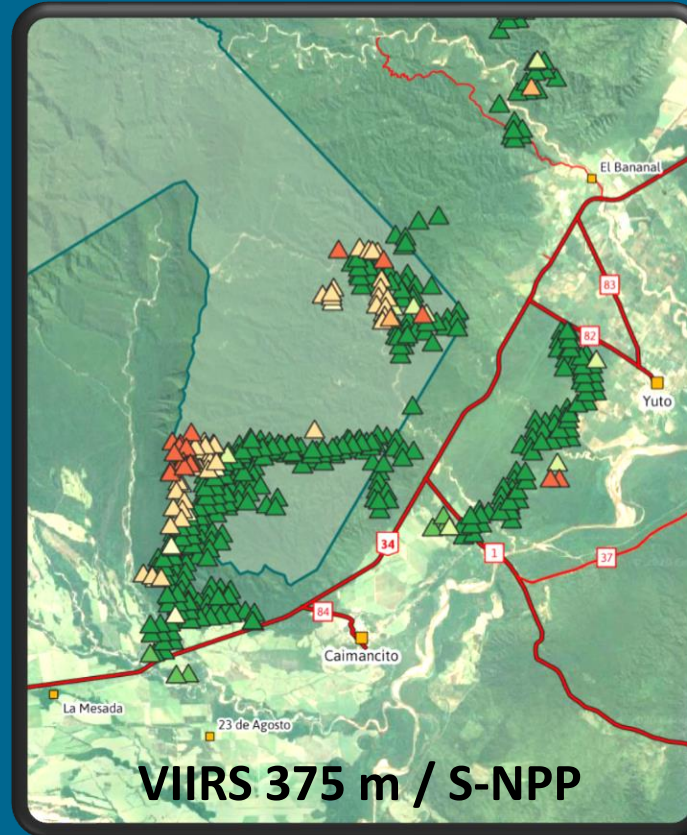 El Bananal
83
82
Yuto
34
1
37
84
Caimancito
La Mesada
23 de Agosto
VIIRS 375 m / S-NPP